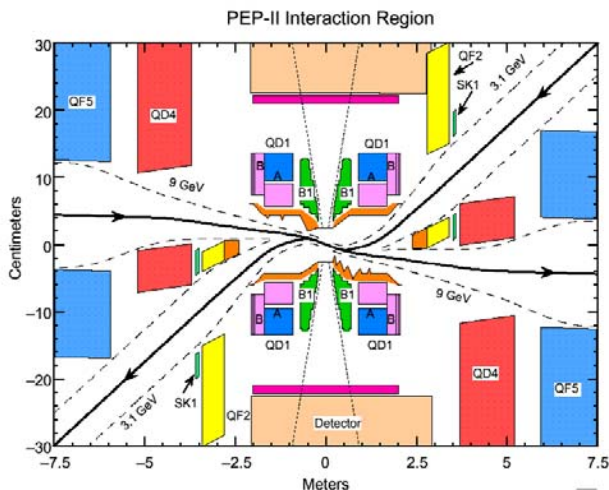 PEP-II Interaction Region
30
20
10
0
−10
−20
−30
Centimeters
QF5
QD4
QF2
SK1
3.1 GeV
QD1
QD1
B
A
B1
B1
A
B
9 GeV
9 GeV
B
A
B1
B1
A
B
QD1
QD1
SK1
QF2
3.1 GeV
Detector
QD4
QF5
−7.5
−5
−2.5
0
2.5
5
7.5
Meters